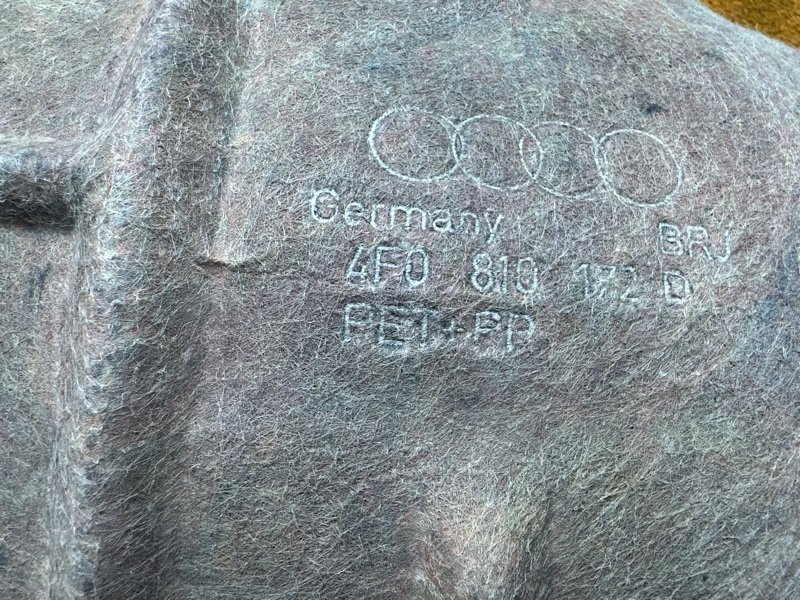 Germany BRJ
4F0 810 172 D
PET+PP